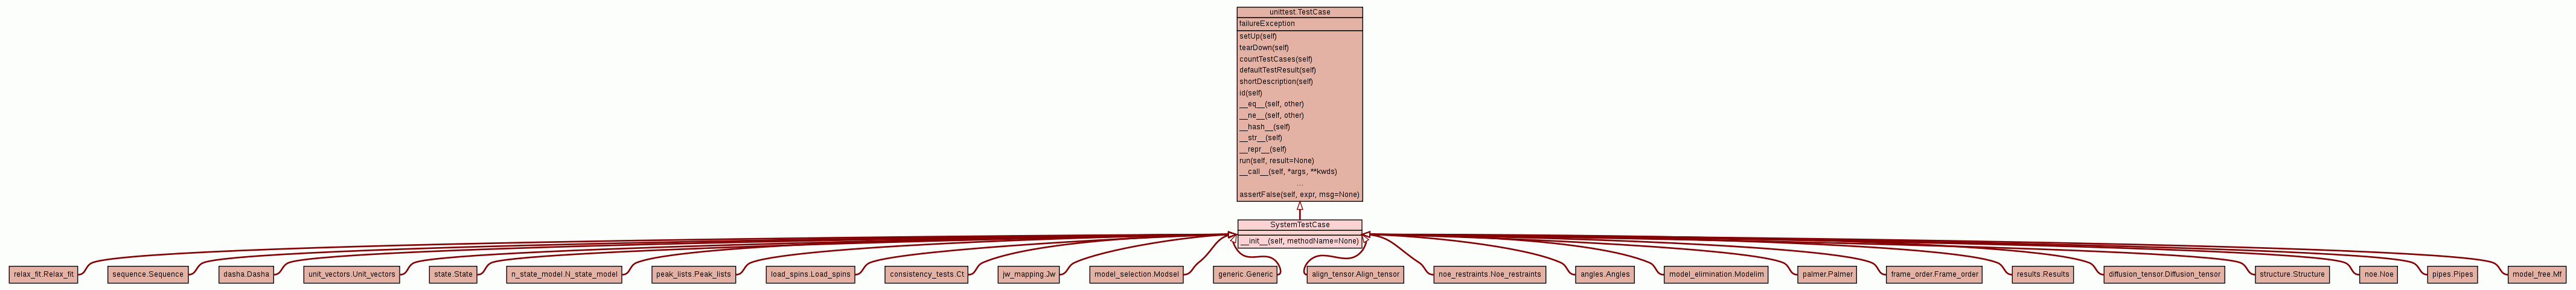 unittest.TestCase
failureException
setUp(self)
tearDown(self)
countTestCases(self)
defaultTestResult(self)
shortDescription(self)
id(self)
__eq__(self, other)
__ne__(self, other)
__hash__(self)
__str__(self)
__repr__(self)
run(self, result=None)
__call__(self, *args, **kwds)
...
assertFalse(self, expr, msg=None)
SystemTestCase
__init__(self, methodName=None)
relax_fit.Relax_fit
sequence.Sequence
dasha.Dasha
unit_vectors.Unit_vectors
state.State
n_state_model.N_state_model
peak_lists.Peak_lists
load_spins.Load_spins
consistency_tests.Ct
jw_mapping.Jw
model_selection.Modsel
generic.Generic
align_tensor.Align_tensor
noe_restraints.Noe_restraints
angles.Angles
model_elimination.Modelim
palmer.Palmer
frame_order.Frame_order
results.Results
diffusion_tensor.Diffusion_tensor
structure.Structure
noe.Noe
pipes.Pipes
model_free.Mf